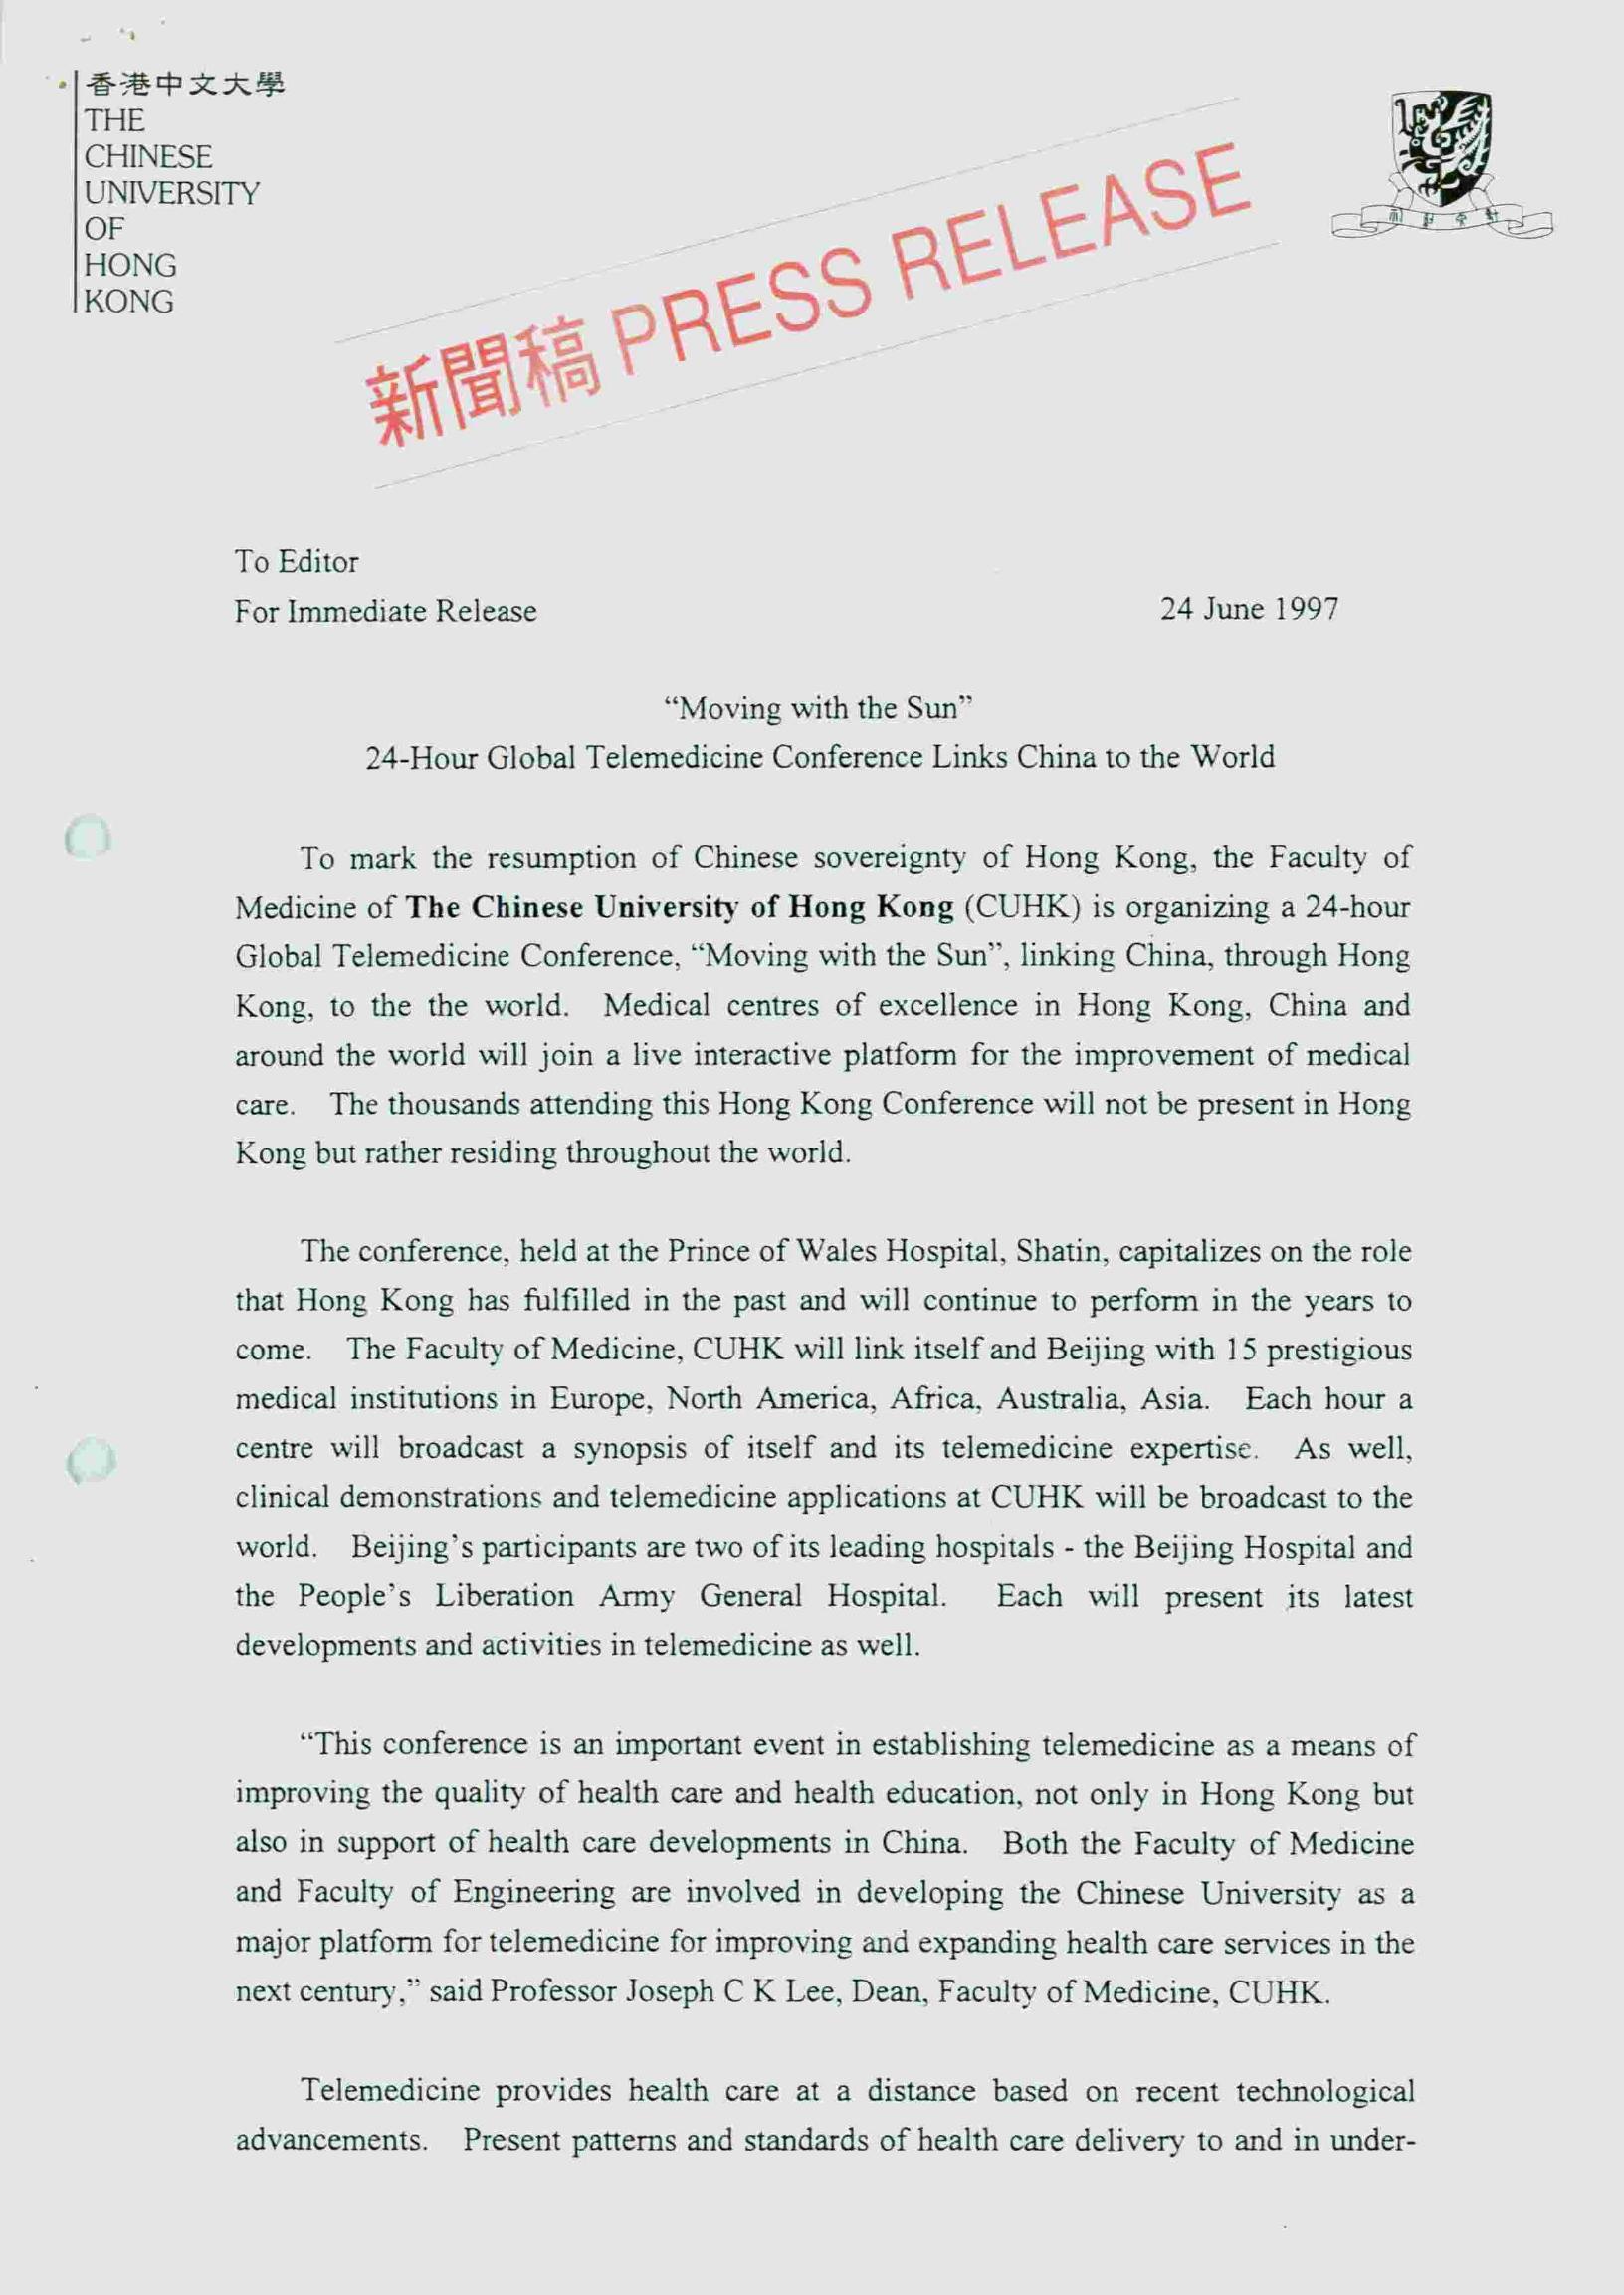 香港中文大學
THE
CHINESE
UNIVERSITY
OF
HONG
KONG
新聞稿 PRESS RELEASE
To Editor
For Immediate Release 24 June 1997
“Moving with the Sun”
24-Hour Global Telemedicine Conference Links China to the World
To mark the resumption of Chinese sovereignty of Hong Kong, the Faculty of
Medicine of The Chinese University of Hong Kong (CUHK) is organizing a 24-hour
Global Telemedicine Conference, “Moving with the Sun”, linking China, through Hong
Kong, to the the world. Medical centres of excellence in Hong Kong, China and
around the world will join a live interactive platform for the improvement of medical
care. The thousands attending this Hong Kong Conference will not be present in Hong
Kong but rather residing throughout the world.
The conference, held at the Prince of Wales Hospital, Shatin, capitalizes on the role
that Hong Kong has fulfilled in the past and will continue to perform in the years to
come. The Faculty of Medicine, CUHK will link itself and Beijing with 15 prestigious
medical institutions in Europe, North America, Africa, Australia, Asia. Each hour a
centre will broadcast a synopsis of itself and its telemedicine expertise. As well,
clinical demonstrations and telemedicine applications at CUHK will be broadcast to the
world. Beijing’s participants are two of its leading hospitals - the Beijing Hospital and
the People’s Liberation Army General Hospital. Each will present its latest
developments and activities in telemedicine as well.
“This conference is an important event in establishing telemedicine as a means of
improving the quality of health care and health education, not only in Hong Kong but
also in support of health care developments in China. Both the Faculty of Medicine
and Faculty of Engineering are involved in developing the Chinese University as a
major platform for telemedicine for improving and expanding health care services in the
next century,” said Professor Joseph C K Lee, Dean, Faculty of Medicine, CUHK.
Telemedicine provides health care at a distance based on recent technological
advancements. Present patterns and standards of health care delivery to and in under-